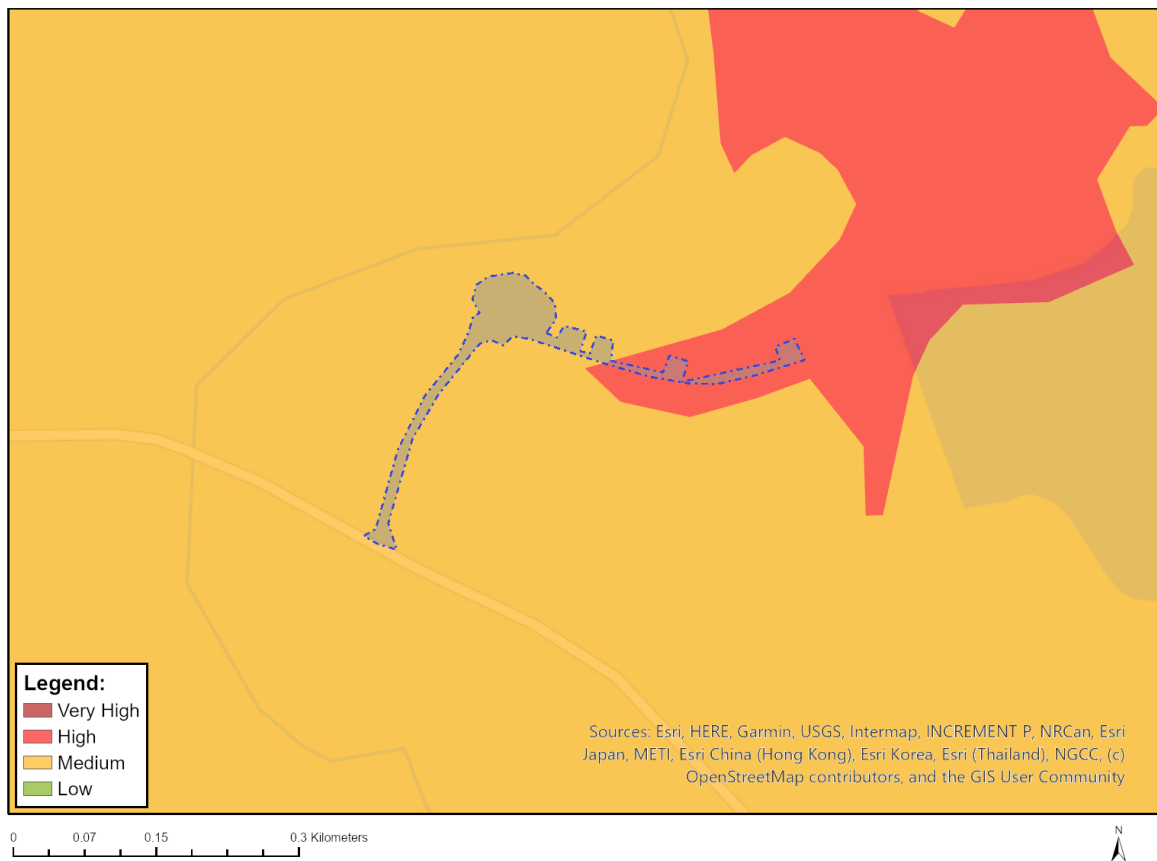 Legend:
Very High
High
Medium
Low
Sources: Esri, HERE, Garmin, USGS, Intermap, INCREMENT P, NRCan, Esri
Japan, METI, Esri China (Hong Kong), Esri Korea, Esri (Thailand), NGCC, (c)
OpenStreetMap contributors, and the GIS User Community
0 0.07 0.15 0.3 Kilometers
N